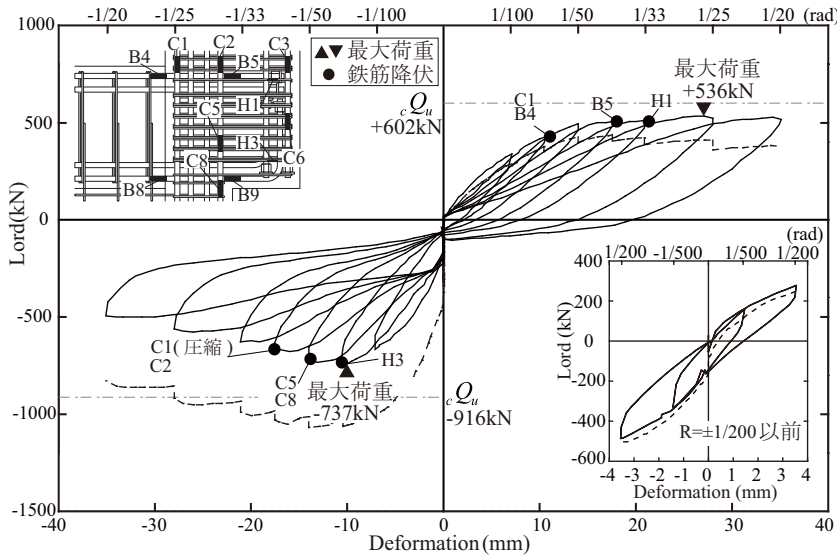 -1/20 -1/25 -1/33 -1/50 -1/100 1/100 1/50 1/33 1/25 1/20 (rad)
1000
500
0
-500
-1000
-1500
Lord(kN)
-40 -30 -20 -10 0 10 20 30 40
Deformation (mm)
C1 C2 C3
B4 B5
H1
C5
H3
C8 C6
B8 B9
▲▼最大荷重
●鉄筋降伏
cQu
+602kN
C1
B4
B5
H1
最大荷重
+536kN
C1(圧縮)
C2
C5
C8
H3
最大荷重
-737kN
cQu
-916kN
(rad)
1/200 -1/500 1/500 1/200
400
200
0
-200
-400
-600
Lord (kN)
R=±1/200以前
-4 -3 -2 -1 0 1 2 3 4
Deformation (mm)